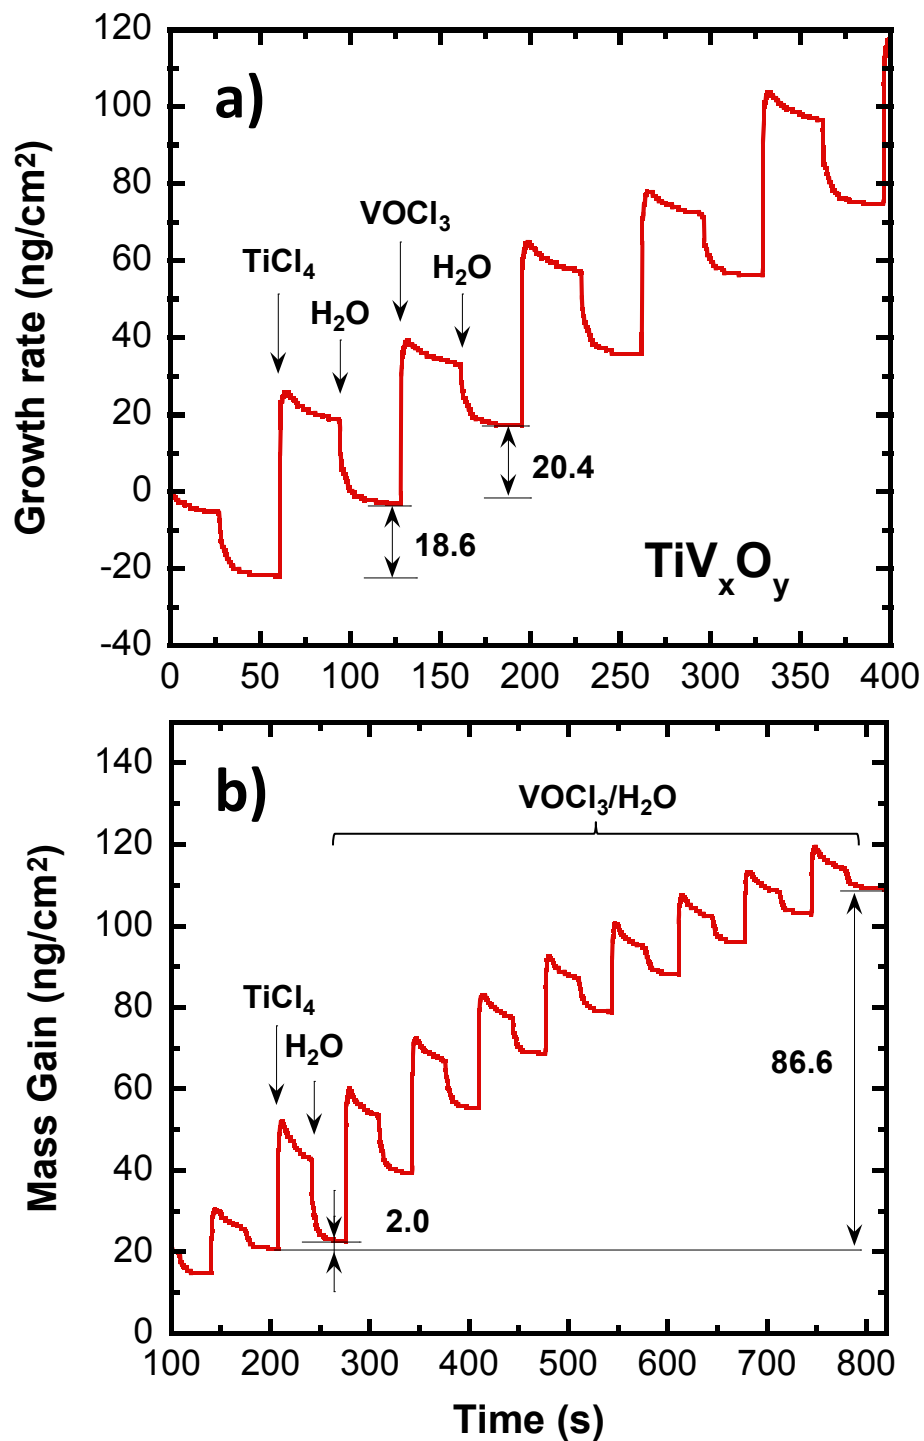 120
a)
100
80
VOCl₃
TiCl₄
H₂O
H₂O
60
40
20
0
-20
-40
20.4
18.6
TiVₓOᵧ
Growth rate (ng/cm²)
0 50 100 150 200 250 300 350 400
b)
VOCl₃/H₂O
140
120
100
80
60
40
20
0
TiCl₄
H₂O
86.6
2.0
Mass Gain (ng/cm²)
100 200 300 400 500 600 700 800
Time (s)